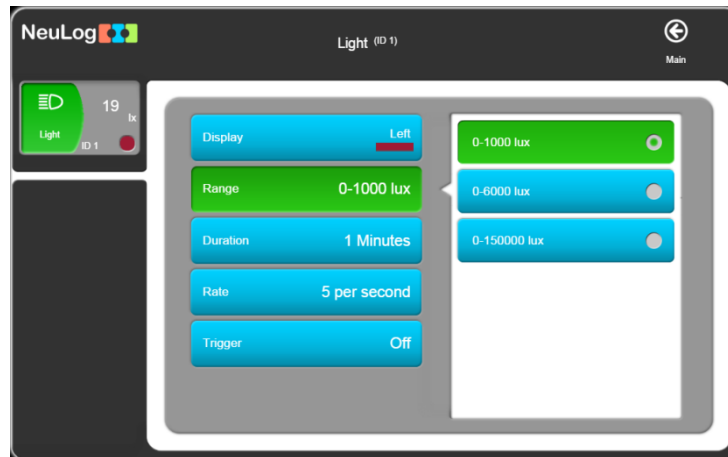 NeuLog
Light (ID 1)
Main
19
lx
Light
ID 1
Display Left
Range 0-1000 lux
Duration 1 Minutes
Rate 5 per second
Trigger Off
0-1000 lux
0-6000 lux
0-150000 lux